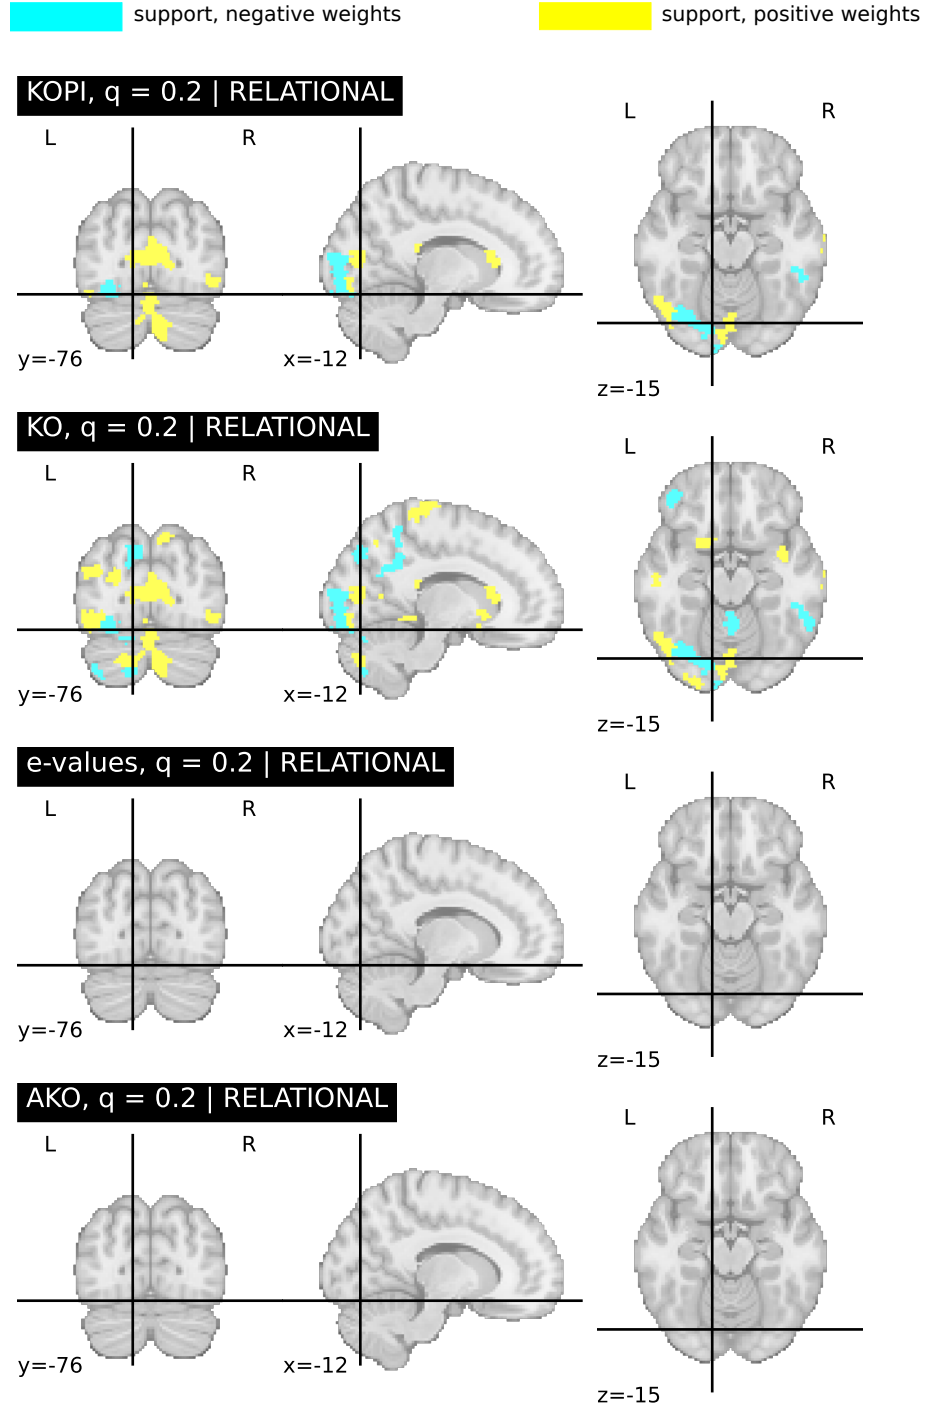 support, negative weights
support, positive weights
KOPI, q = 0.2 | RELATIONAL
L R L R
y=-76 x=-12 z=-15
KO, q = 0.2 | RELATIONAL
L R L R
y=-76 x=-12 z=-15
e-values, q = 0.2 | RELATIONAL
L R L R
y=-76 x=-12 z=-15
AKO, q = 0.2 | RELATIONAL
L R L R
y=-76 x=-12 z=-15